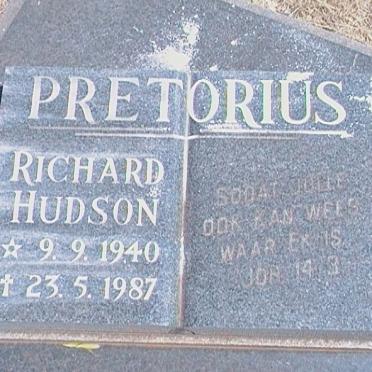 PRETORIUS
RICHARD
HUDSON
☆ 9. 9. 1940
† 23. 5. 1987
SODAT JULLE
OOK KAN WEES
WAAR EK IS
JOH 14:3